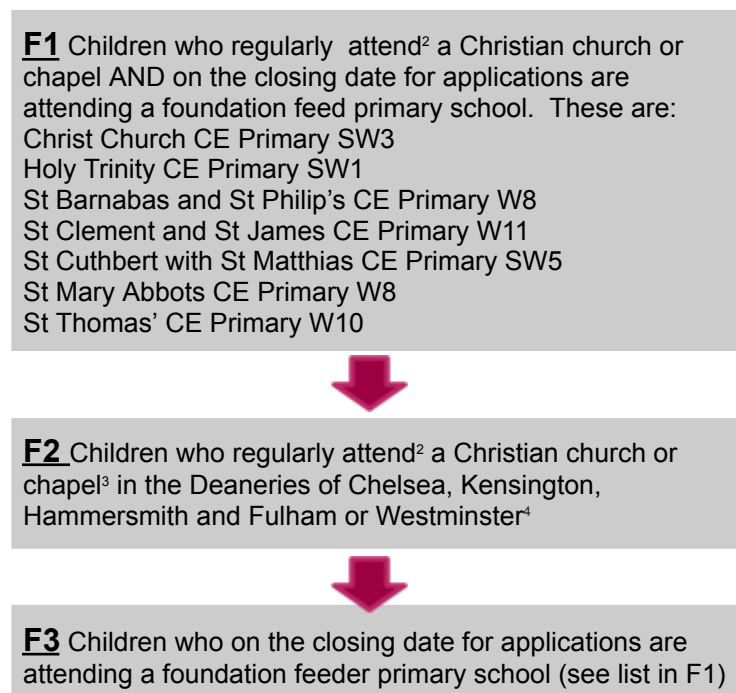 F1 Children who regularly  attend² a Christian church or
chapel AND on the closing date for applications are
attending a foundation feed primary school.  These are:
Christ Church CE Primary SW3
Holy Trinity CE Primary SW1
St Barnabas and St Philip’s CE Primary W8
St Clement and St James CE Primary W11
St Cuthbert with St Matthias CE Primary SW5
St Mary Abbots CE Primary W8
St Thomas’ CE Primary W10
F2 Children who regularly attend² a Christian church or
chapel³ in the Deaneries of Chelsea, Kensington,
Hammersmith and Fulham or Westminster⁴
F3 Children who on the closing date for applications are
attending a foundation feeder primary school (see list in F1)